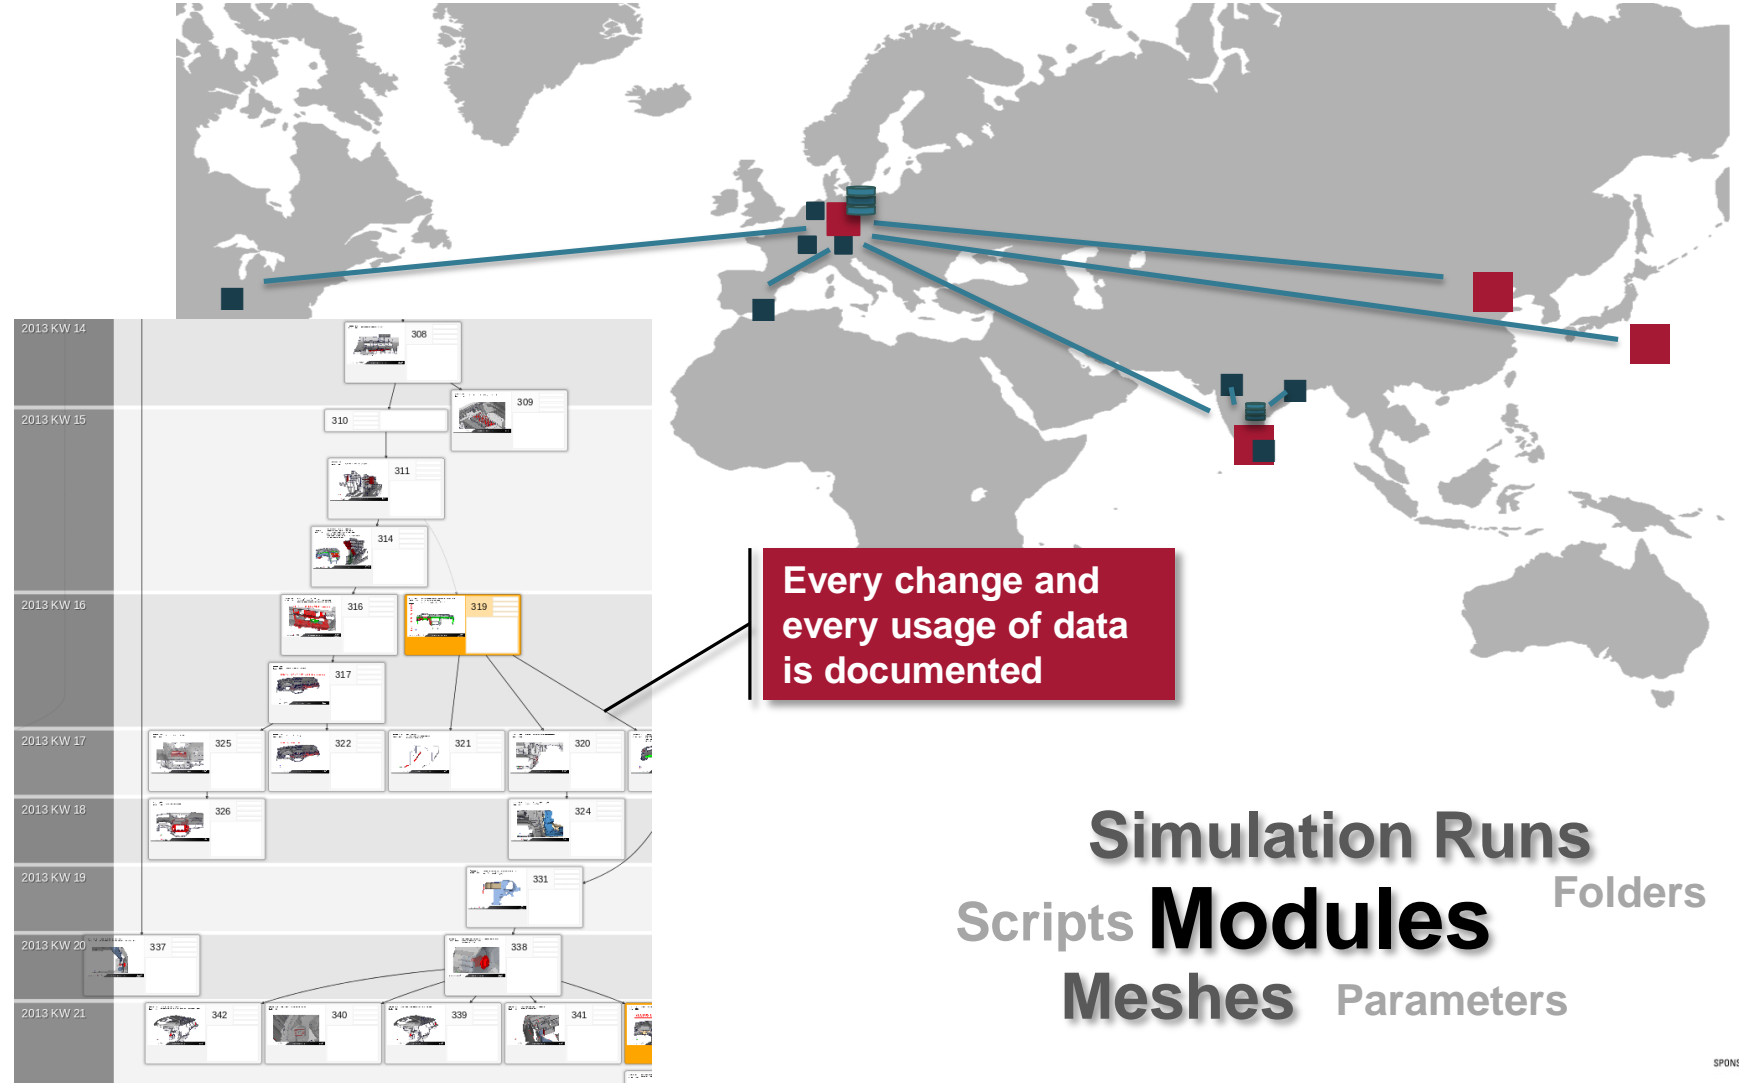 2013 KW 14
308
309
2013 KW 15
310
311
314
2013 KW 16
316
319
317
Every change and
every usage of data
is documented
2013 KW 17
325
322
321
320
2013 KW 18
326
324
2013 KW 19
331
2013 KW 20
337
338
2013 KW 21
342
340
339
341
Simulation Runs
Folders
Scripts
Modules
Meshes
Parameters
SPONS